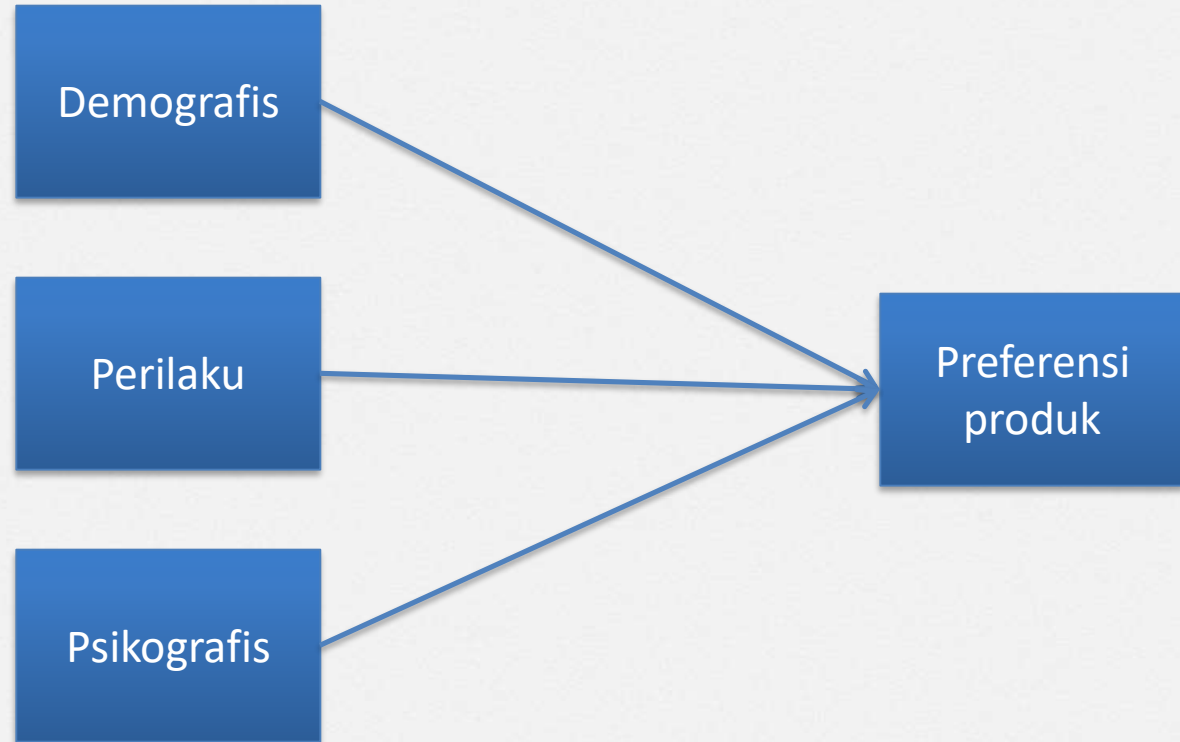 Demografis
Perilaku
Preferensi
produk
Psikografis